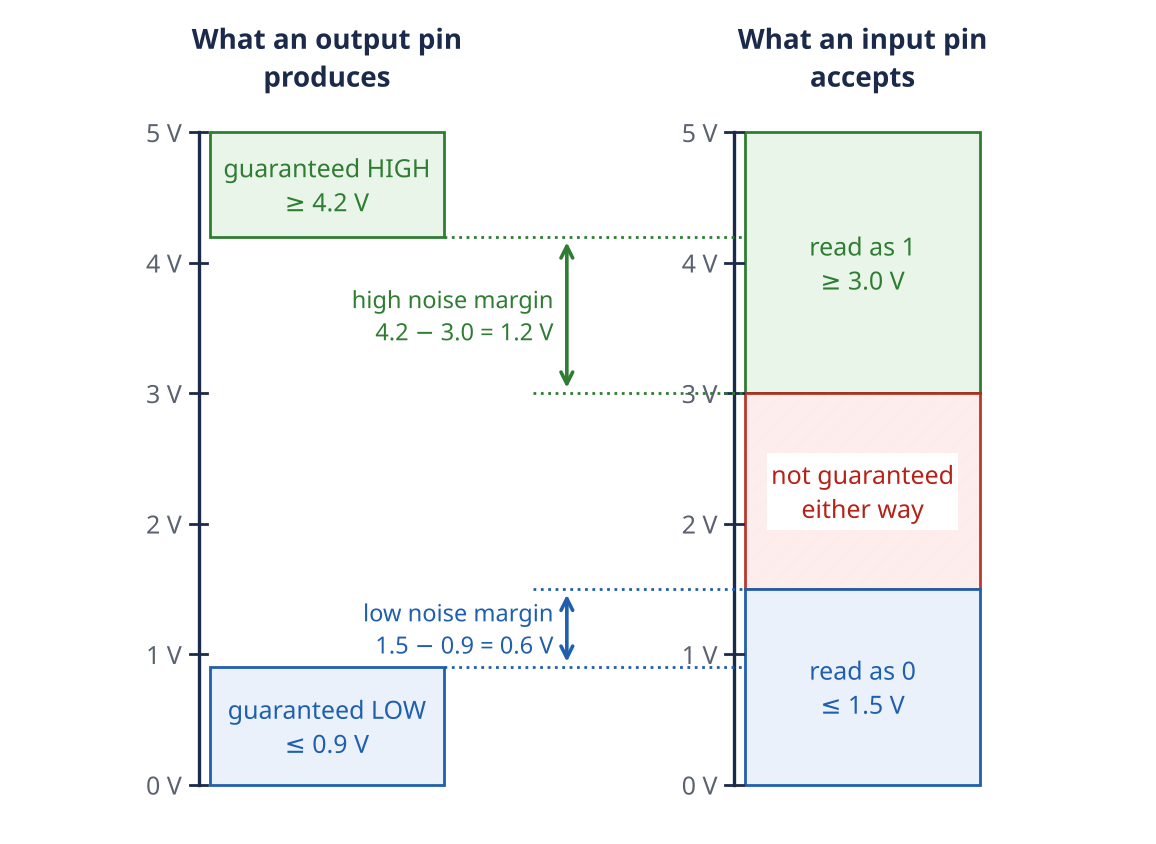 What an output pin
produces
What an input pin
accepts
5 V
guaranteed HIGH
≥ 4.2 V
4 V
high noise margin
4.2 − 3.0 = 1.2 V
3 V
2 V
low noise margin
1.5 − 0.9 = 0.6 V
1 V
guaranteed LOW
≤ 0.9 V
0 V
5 V
read as 1
≥ 3.0 V
4 V
3 V
not guaranteed
either way
2 V
1 V
read as 0
≤ 1.5 V
0 V